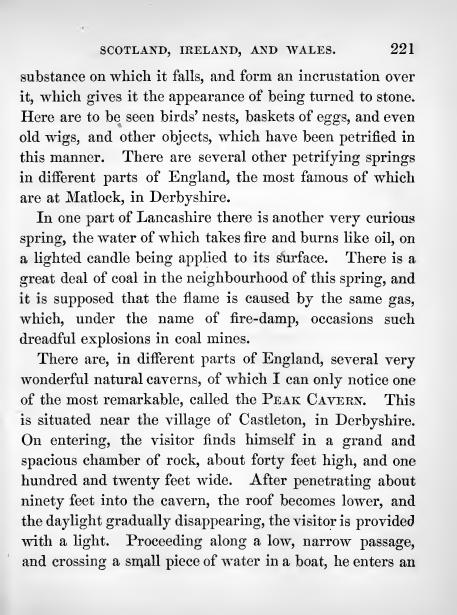 SCOTLAND, IRELAND, AND WALES. 221
substance on which it falls, and form an incrustation over
it, which gives it the appearance of being turned to stone.
Here are to be seen birds' nests, baskets of eggs, and even
old wigs, and other objects, which have been petrified in
this manner. There are several other petrifying springs
in different parts of England, the most famous of which
are at Matlock, in Derbyshire.
In one part of Lancashire there is another very curious
spring, the water of which takes fire and burns like oil, on
a lighted candle being applied to its surface. There is a
great deal of coal in the neighbourhood of this spring, and
it is supposed that the flame is caused by the same gas,
which, under the name of fire-damp, occasions such
dreadful explosions in coal mines.
There are, in different parts of England, several very
wonderful natural caverns, of which I can only notice one
of the most remarkable, called the PEAK CAVERN. This
is situated near the village of Castleton, in Derbyshire.
On entering, the visitor finds himself in a grand and
spacious chamber of rock, about forty feet high, and one
hundred and twenty feet wide. After penetrating about
ninety feet into the cavern, the roof becomes lower, and
the daylight gradually disappearing, the visitor is provided
with a light. Proceeding along a low, narrow passage,
and crossing a small piece of water in a boat, he enters an